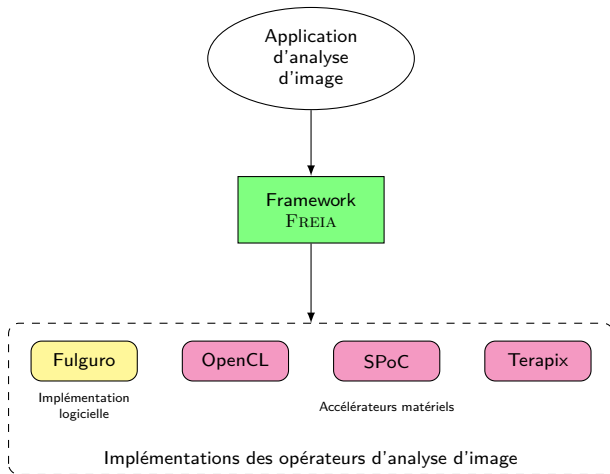 Application
d'analyse
d'image
Framework
FREIA
Fulguro
OpenCL
SPoC
Terapix
Implémentation
logicielle
Accélérateurs matériels
Implémentations des opérateurs d'analyse d'image